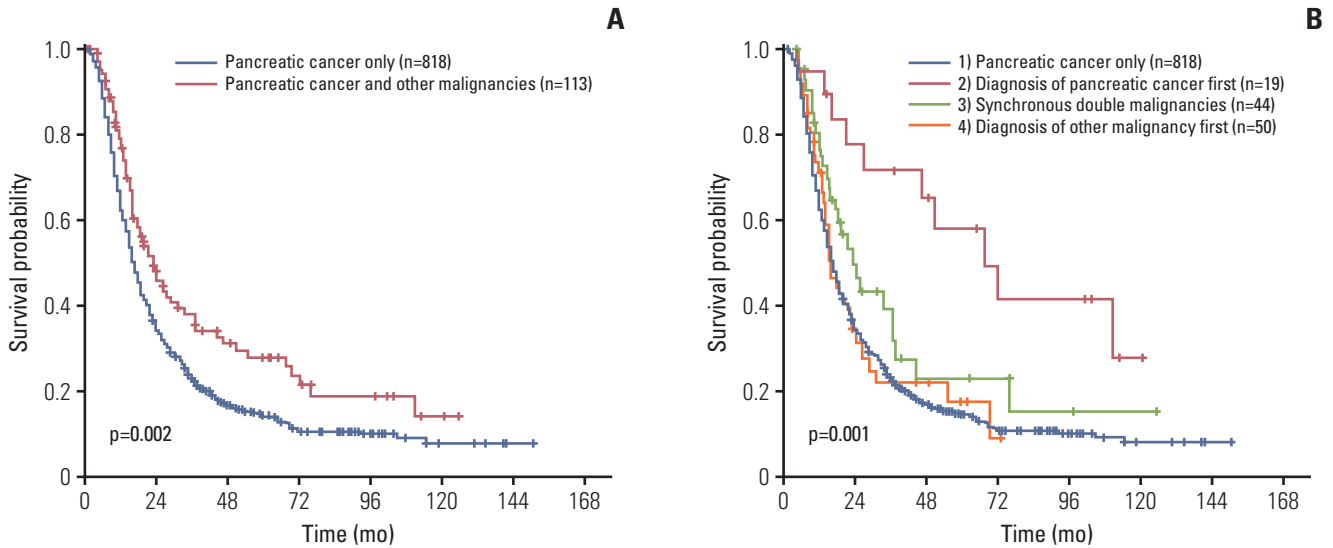 A
Pancreatic cancer only (n=818)
Pancreatic cancer and other malignancies (n=113)
Survival probability
1.0
0.8
0.6
0.4
0.2
0
p=0.002
0 24 48 72 96 120 144 168
Time (mo)
B
1) Pancreatic cancer only (n=818)
2) Diagnosis of pancreatic cancer first (n=19)
3) Synchronous double malignancies (n=44)
4) Diagnosis of other malignancy first (n=50)
Survival probability
1.0
0.8
0.6
0.4
0.2
0
p=0.001
0 24 48 72 96 120 144 168
Time (mo)